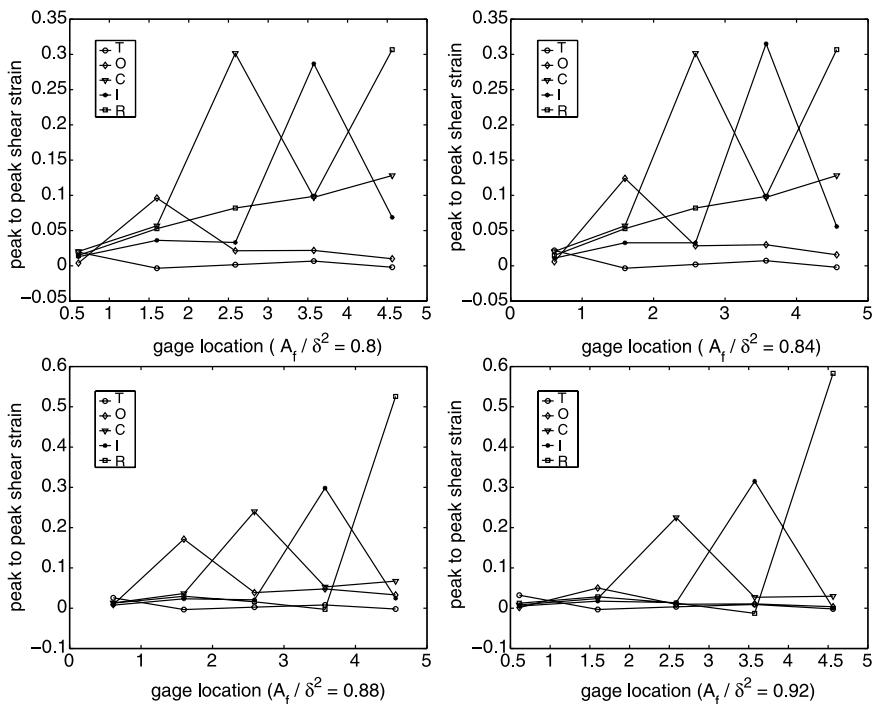 0.35
0.3
0.25
0.2
0.15
0.1
0.05
0
−0.05
peak to peak shear strain
T
O
C
I
R
0.5 1 1.5 2 2.5 3 3.5 4 4.5 5
gage location ( A_f / δ² = 0.8)
0.35
0.3
0.25
0.2
0.15
0.1
0.05
0
−0.05
peak to peak shear strain
T
O
C
I
R
0 1 2 3 4 5
gage location ( A_f / δ² = 0.84)
0.6
0.5
0.4
0.3
0.2
0.1
0
−0.1
peak to peak shear strain
T
O
C
I
R
0 1 2 3 4 5
gage location (A_f / δ² = 0.88)
0.6
0.5
0.4
0.3
0.2
0.1
0
−0.1
peak to peak shear strain
T
O
C
I
R
0.5 1 1.5 2 2.5 3 3.5 4 4.5 5
gage location (A_f / δ² = 0.92)